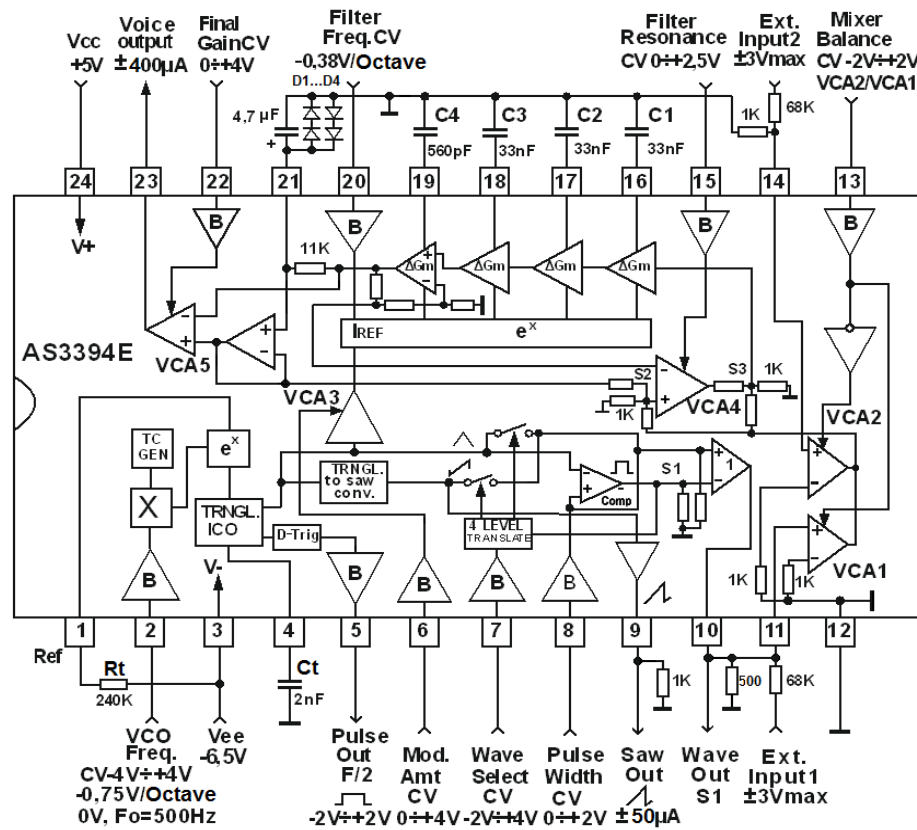 Vcc
+5V
Voice
output
±400µA
Final
GainCV
0÷+4V
Filter
Freq.CV
-0,38V/Octave
D1...D4
Filter
Resonance
CV 0÷+2,5V
Ext.
Input2
±3Vmax
Mixer
Balance
CV -2V÷+2V
VCA2/VCA1
4,7 µF
+
C4
560pF
C3
33nF
C2
33nF
C1
33nF
1K
68K
24
23
22
21
20
19
18
17
16
15
14
13
V+
B
B
B
B
11K
ΔGm
+
-
ΔGm
ΔGm
ΔGm
IREF
e^x
AS3394E
VCA5
-
+
+
-
VCA3
S2
1K
-
+
VCA4
S3
1K
VCA2
TC
GEN
e^x
X
TRNGL.
ICO
TRNGL.
to saw
conv.
D-Trig
+
-
Comp
4 LEVEL
TRANSLATE
S1
+
-
1
+
-
+
-
VCA1
1K
1K
V-
B
B
B
B
B
1
2
3
4
5
6
7
8
9
10
11
12
Ref
Rt
240K
Ct
2nF
1K
500
68K
VCO
Freq.
CV-4V÷+4V
-0,75V/Octave
0V, Fo=500Hz
Vee
-6,5V
Pulse
Out
F/2
-2V÷+2V
Mod.
Amt
CV
0÷+4V
Wave
Select
CV
-2V÷+4V
Pulse
Width
CV
0÷+2V
Saw
Out
±50µA
Wave
Out
S1
Ext.
Input1
±3Vmax